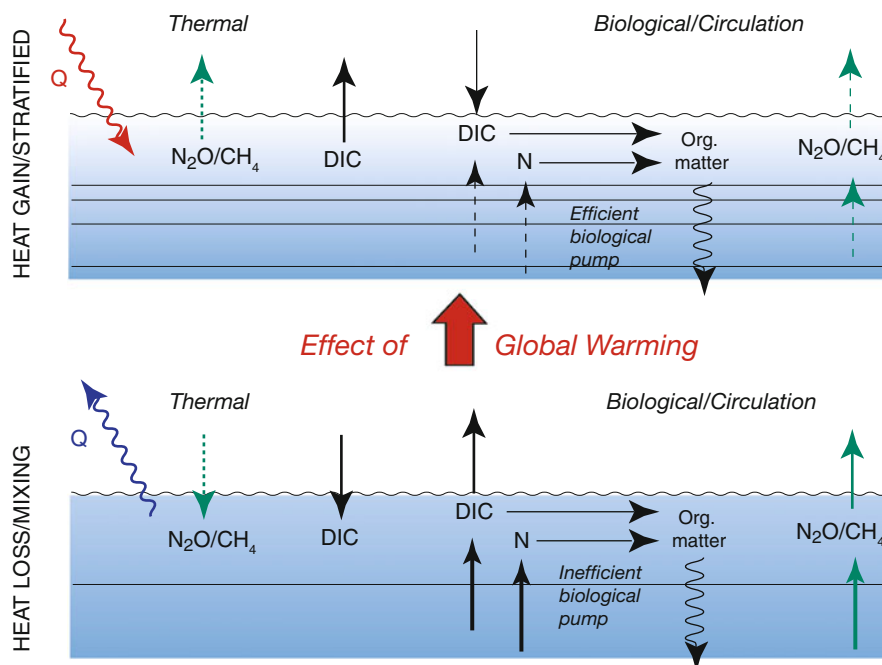 HEAT GAIN/STRATIFIED
Thermal
Biological/Circulation
Q
N₂O/CH₄
DIC
DIC
N
Org.
matter
N₂O/CH₄
Efficient
biological
pump
Effect of Global Warming
HEAT LOSS/MIXING
Thermal
Biological/Circulation
Q
N₂O/CH₄
DIC
DIC
N
Org.
matter
N₂O/CH₄
Inefficient
biological
pump